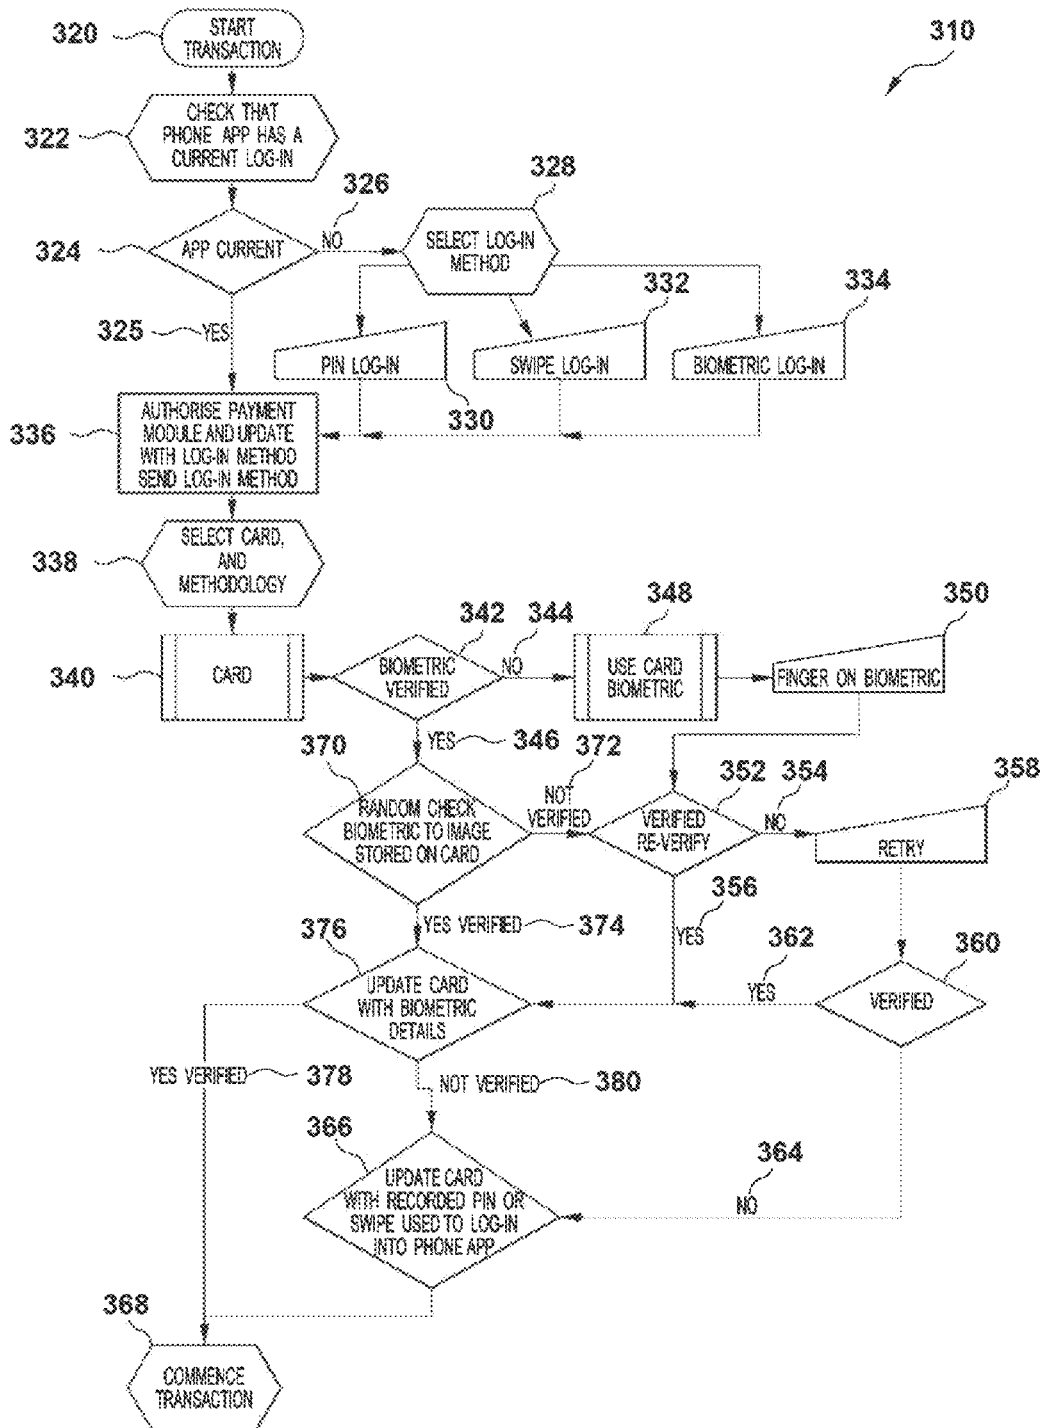 320
START
TRANSACTION
310
322
CHECK THAT
PHONE APP HAS A
CURRENT LOG-IN
326
328
324
APP CURRENT
NO
SELECT LOG-IN
METHOD
332
334
325
YES
PIN LOG-IN
SWIPE LOG-IN
BIOMETRIC LOG-IN
330
336
AUTHORISE PAYMENT
MODULE AND UPDATE
WITH LOG-IN METHOD
SEND LOG-IN METHOD
338
SELECT CARD,
AND
METHODOLOGY
342
344
348
350
340
CARD
BIOMETRIC
VERIFIED
NO
USE CARD
BIOMETRIC
FINGER ON BIOMETRIC
370
YES
346
372
352
354
358
RANDOM CHECK
BIOMETRIC TO IMAGE
STORED ON CARD
NOT
VERIFIED
VERIFIED
RE-VERIFY
NO
RETRY
356
376
YES VERIFIED
374
YES
362
360
UPDATE CARD
WITH BIOMETRIC
DETAILS
YES
VERIFIED
YES VERIFIED
378
NOT VERIFIED
380
366
364
UPDATE CARD
WITH RECORDED PIN OR
SWIPE USED TO LOG-IN
INTO PHONE APP
NO
368
COMMENCE
TRANSACTION